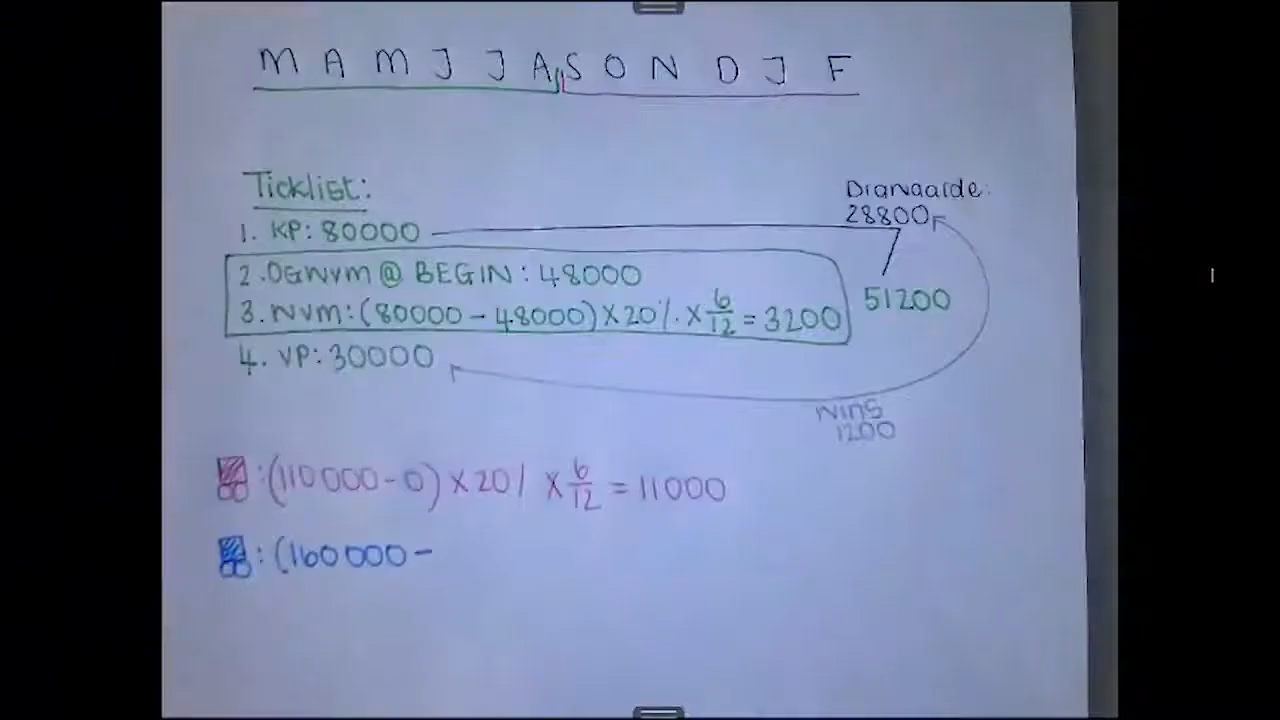 M A M J J A S O N D J F
Ticklist:
Drawaarde:
28800
1. KP: 80000
2. OGWVM @ BEGIN: 48000
51200
3. WVM: (80000 - 48000) X 20% X 6/12 = 3200
4. VP: 30000
WINS
1200
: (110000 - 0) X 20% X 6/12 = 11000
: (160000 -